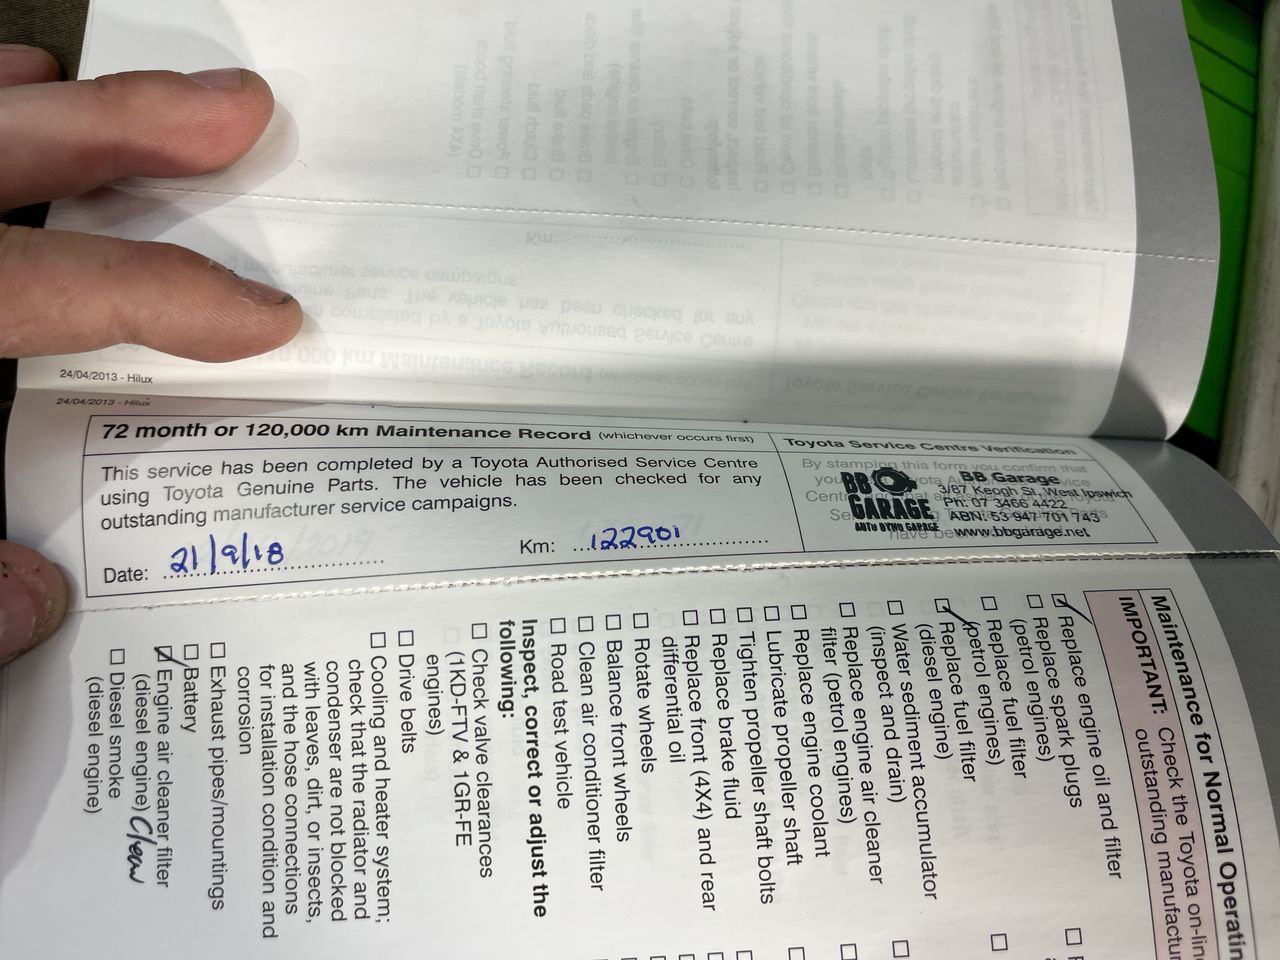 24/04/2013 - Hilux
24/04/2013 - Hilux
72 month or 120,000 km Maintenance Record (whichever occurs first)
This service has been completed by a Toyota Authorised Service Centre
using Toyota Genuine Parts. The vehicle has been checked for any
outstanding manufacturer service campaigns.
Date: 21/9/18
Km: 122901
Toyota Service Centre Verification
By stamping this form you confirm that
BB
GARAGE
AUTO DYNO GARAGE
BB Garage
3/87 Keogh St, West Ipswich
Ph: 07 3466 4422
ABN: 53 947 701 743
www.bbgarage.net
Maintenance for Normal Operatin
IMPORTANT: Check the Toyota on-lin
outstanding manufactur
Replace engine oil and filter
Replace spark plugs
(petrol engines)
Replace fuel filter
(petrol engines)
Replace fuel filter
(diesel engine)
Water sediment accumulator
(inspect and drain)
Replace engine air cleaner
filter (petrol engines)
Replace engine coolant
Lubricate propeller shaft
Tighten propeller shaft bolts
Replace brake fluid
Replace front (4X4) and rear
differential oil
Rotate wheels
Balance front wheels
Clean air conditioner filter
Road test vehicle
Inspect, correct or adjust the
following:
Check valve clearances
(1KD-FTV & 1GR-FE
engines)
Drive belts
Cooling and heater system;
check that the radiator and
condenser are not blocked
with leaves, dirt, or insects,
and the hose connections
for installation condition and
corrosion
Exhaust pipes/mountings
Battery
Engine air cleaner filter
(diesel engine) Clean
Diesel smoke
(diesel engine)